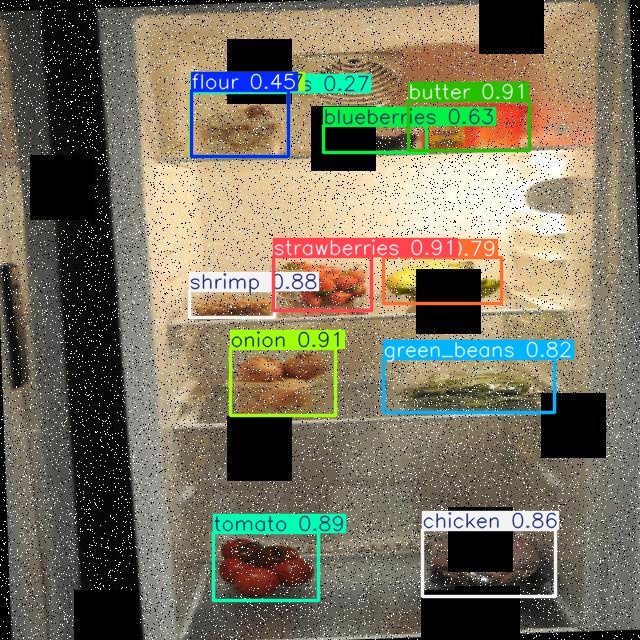 flour 0.45
s 0.27
butter 0.91
blueberries 0.63
strawberries 0.91
0.79
shrimp 0.88
onion 0.91
green_beans 0.82
tomato 0.89
chicken 0.86